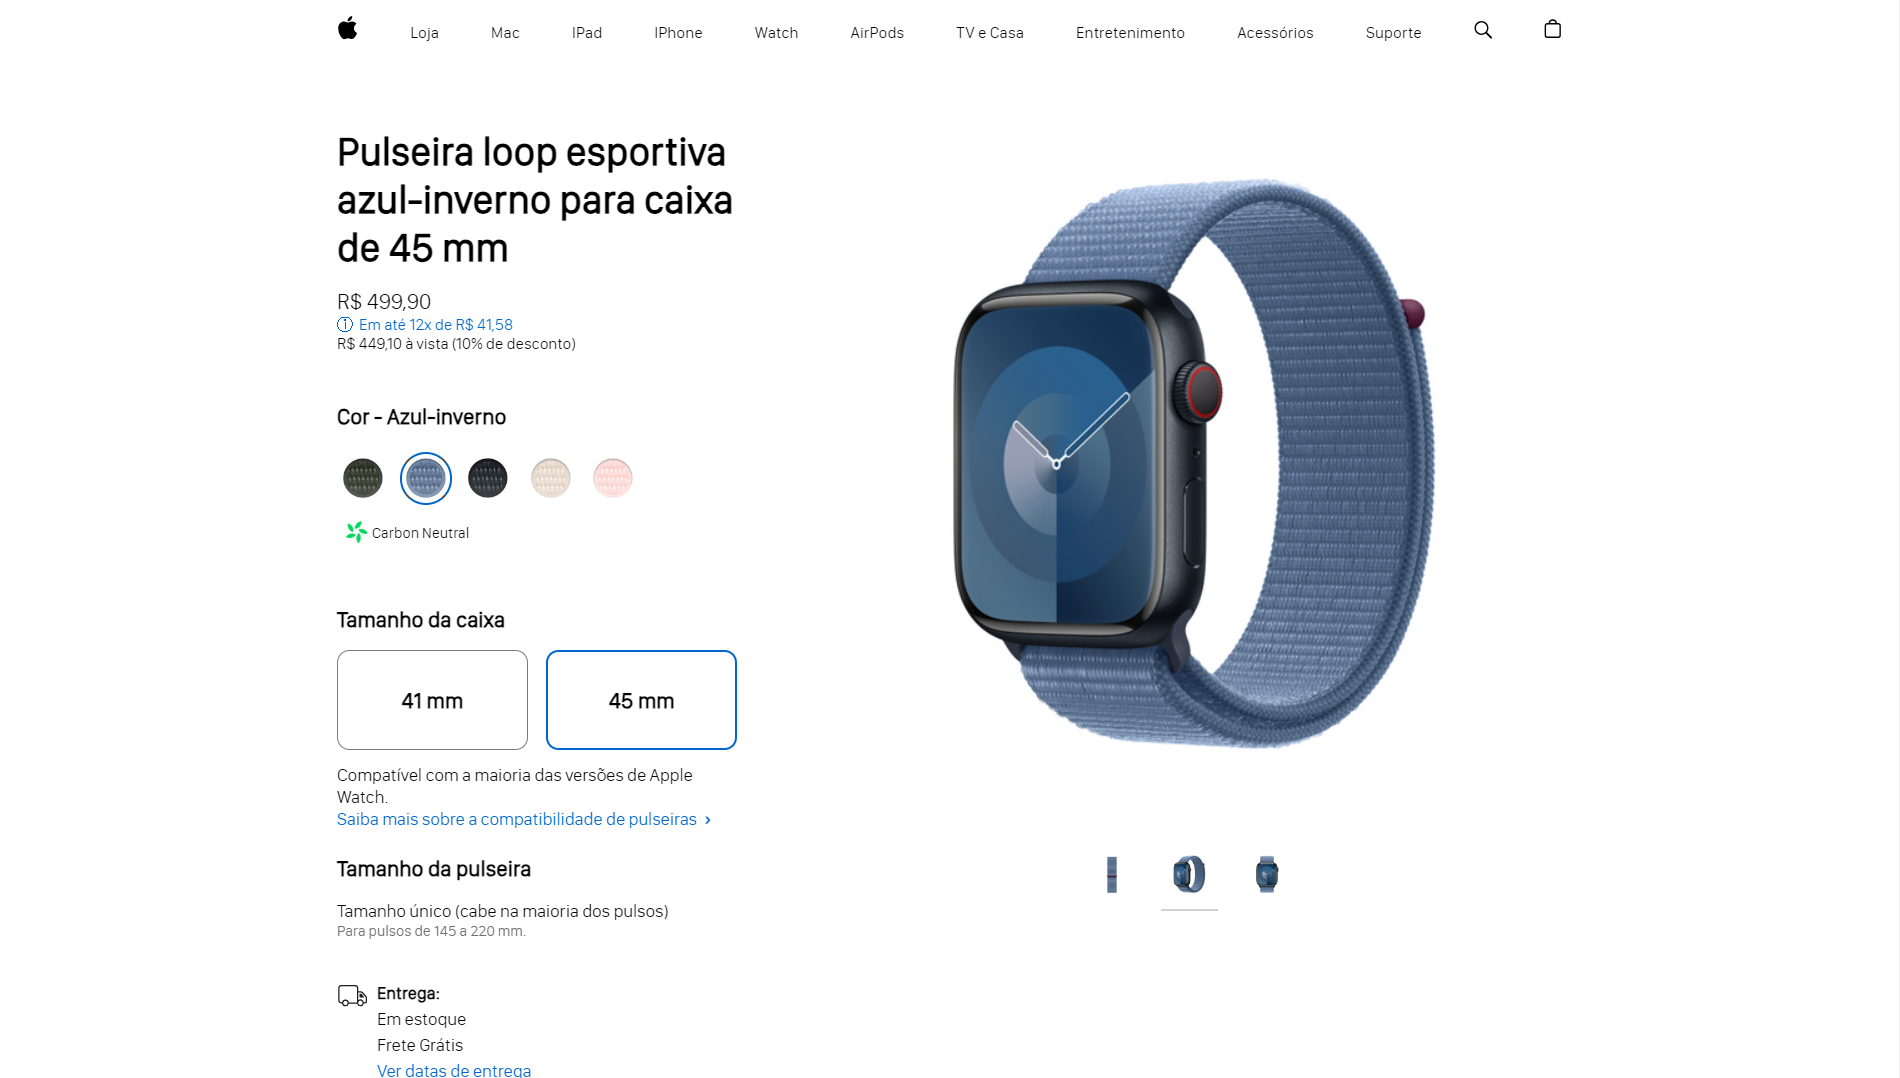 Loja Mac IPad IPhone Watch AirPods TV e Casa Entretenimento Acessórios Suporte
Pulseira loop esportiva
azul-inverno para caixa
de 45 mm
R$ 499,90
Em até 12x de R$ 41,58
R$ 449,10 à vista (10% de desconto)
Cor - Azul-inverno
Carbon Neutral
Tamanho da caixa
41 mm
45 mm
Compatível com a maioria das versões de Apple
Watch.
Saiba mais sobre a compatibilidade de pulseiras
Tamanho da pulseira
Tamanho único (cabe na maioria dos pulsos)
Para pulsos de 145 a 220 mm.
Entrega:
Em estoque
Frete Grátis
Ver datas de entrega